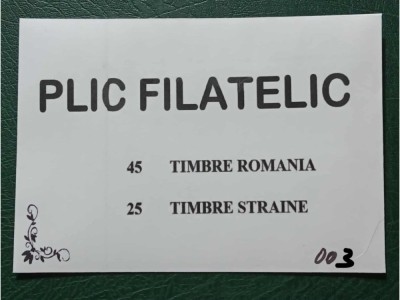 PLIC FILATELIC
45 TIMBRE ROMANIA
25 TIMBRE STRAINE
003